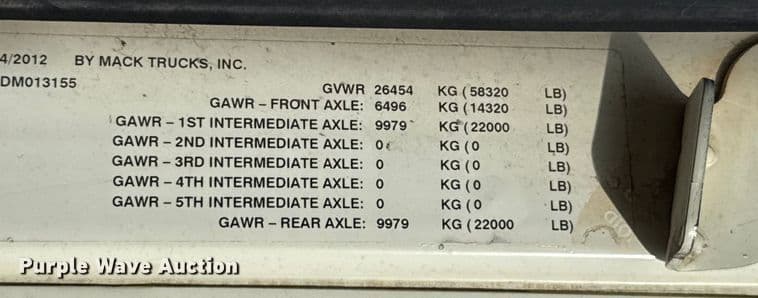 4/2012 BY MACK TRUCKS, INC.
DM013155
GVWR 26454 KG ( 58320 LB)
GAWR – FRONT AXLE: 6496 KG ( 14320 LB)
GAWR – 1ST INTERMEDIATE AXLE: 9979 KG ( 22000 LB)
GAWR – 2ND INTERMEDIATE AXLE: 0 KG ( 0 LB)
GAWR – 3RD INTERMEDIATE AXLE: 0 KG ( 0 LB)
GAWR – 4TH INTERMEDIATE AXLE: 0 KG ( 0 LB)
GAWR – 5TH INTERMEDIATE AXLE: 0 KG ( 0 LB)
GAWR – REAR AXLE: 9979 KG ( 22000 LB)
Purple Wave Auction